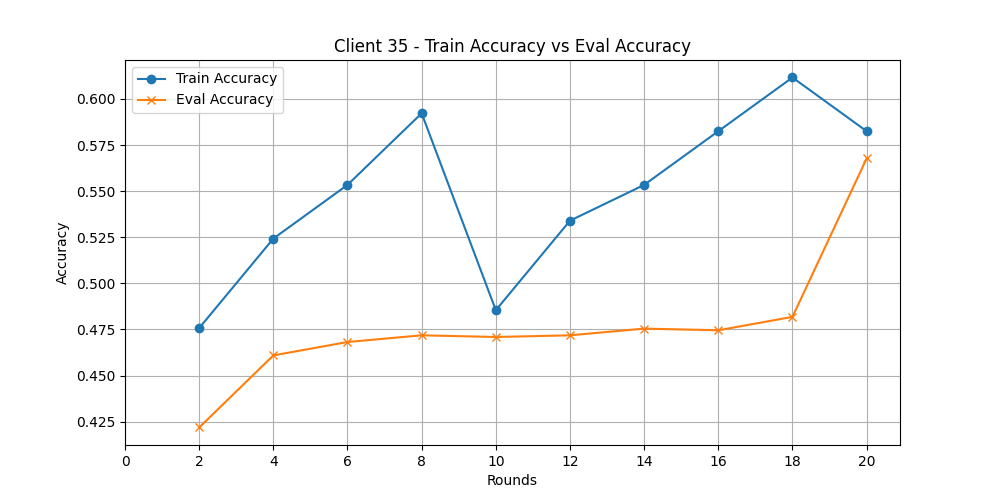 Client 35 - Train Accuracy vs Eval Accuracy
Train Accuracy
Eval Accuracy
0.600
0.575
0.550
0.525
0.500
0.475
0.450
0.425
Accuracy
0 2 4 6 8 10 12 14 16 18 20
Rounds